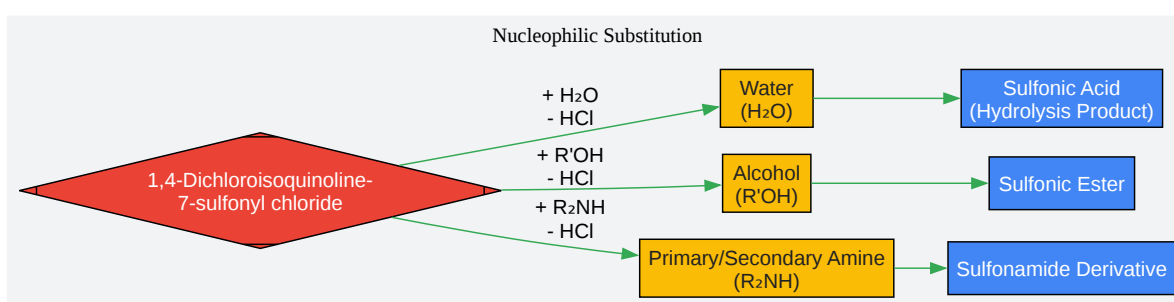 Nucleophilic Substitution
+ H₂O
- HCl
Water
(H₂O)
Sulfonic Acid
(Hydrolysis Product)
1,4-Dichloroisoquinoline-
7-sulfonyl chloride
+ R'OH
- HCl
Alcohol
(R'OH)
Sulfonic Ester
+ R₂NH
- HCl
Primary/Secondary Amine
(R₂NH)
Sulfonamide Derivative